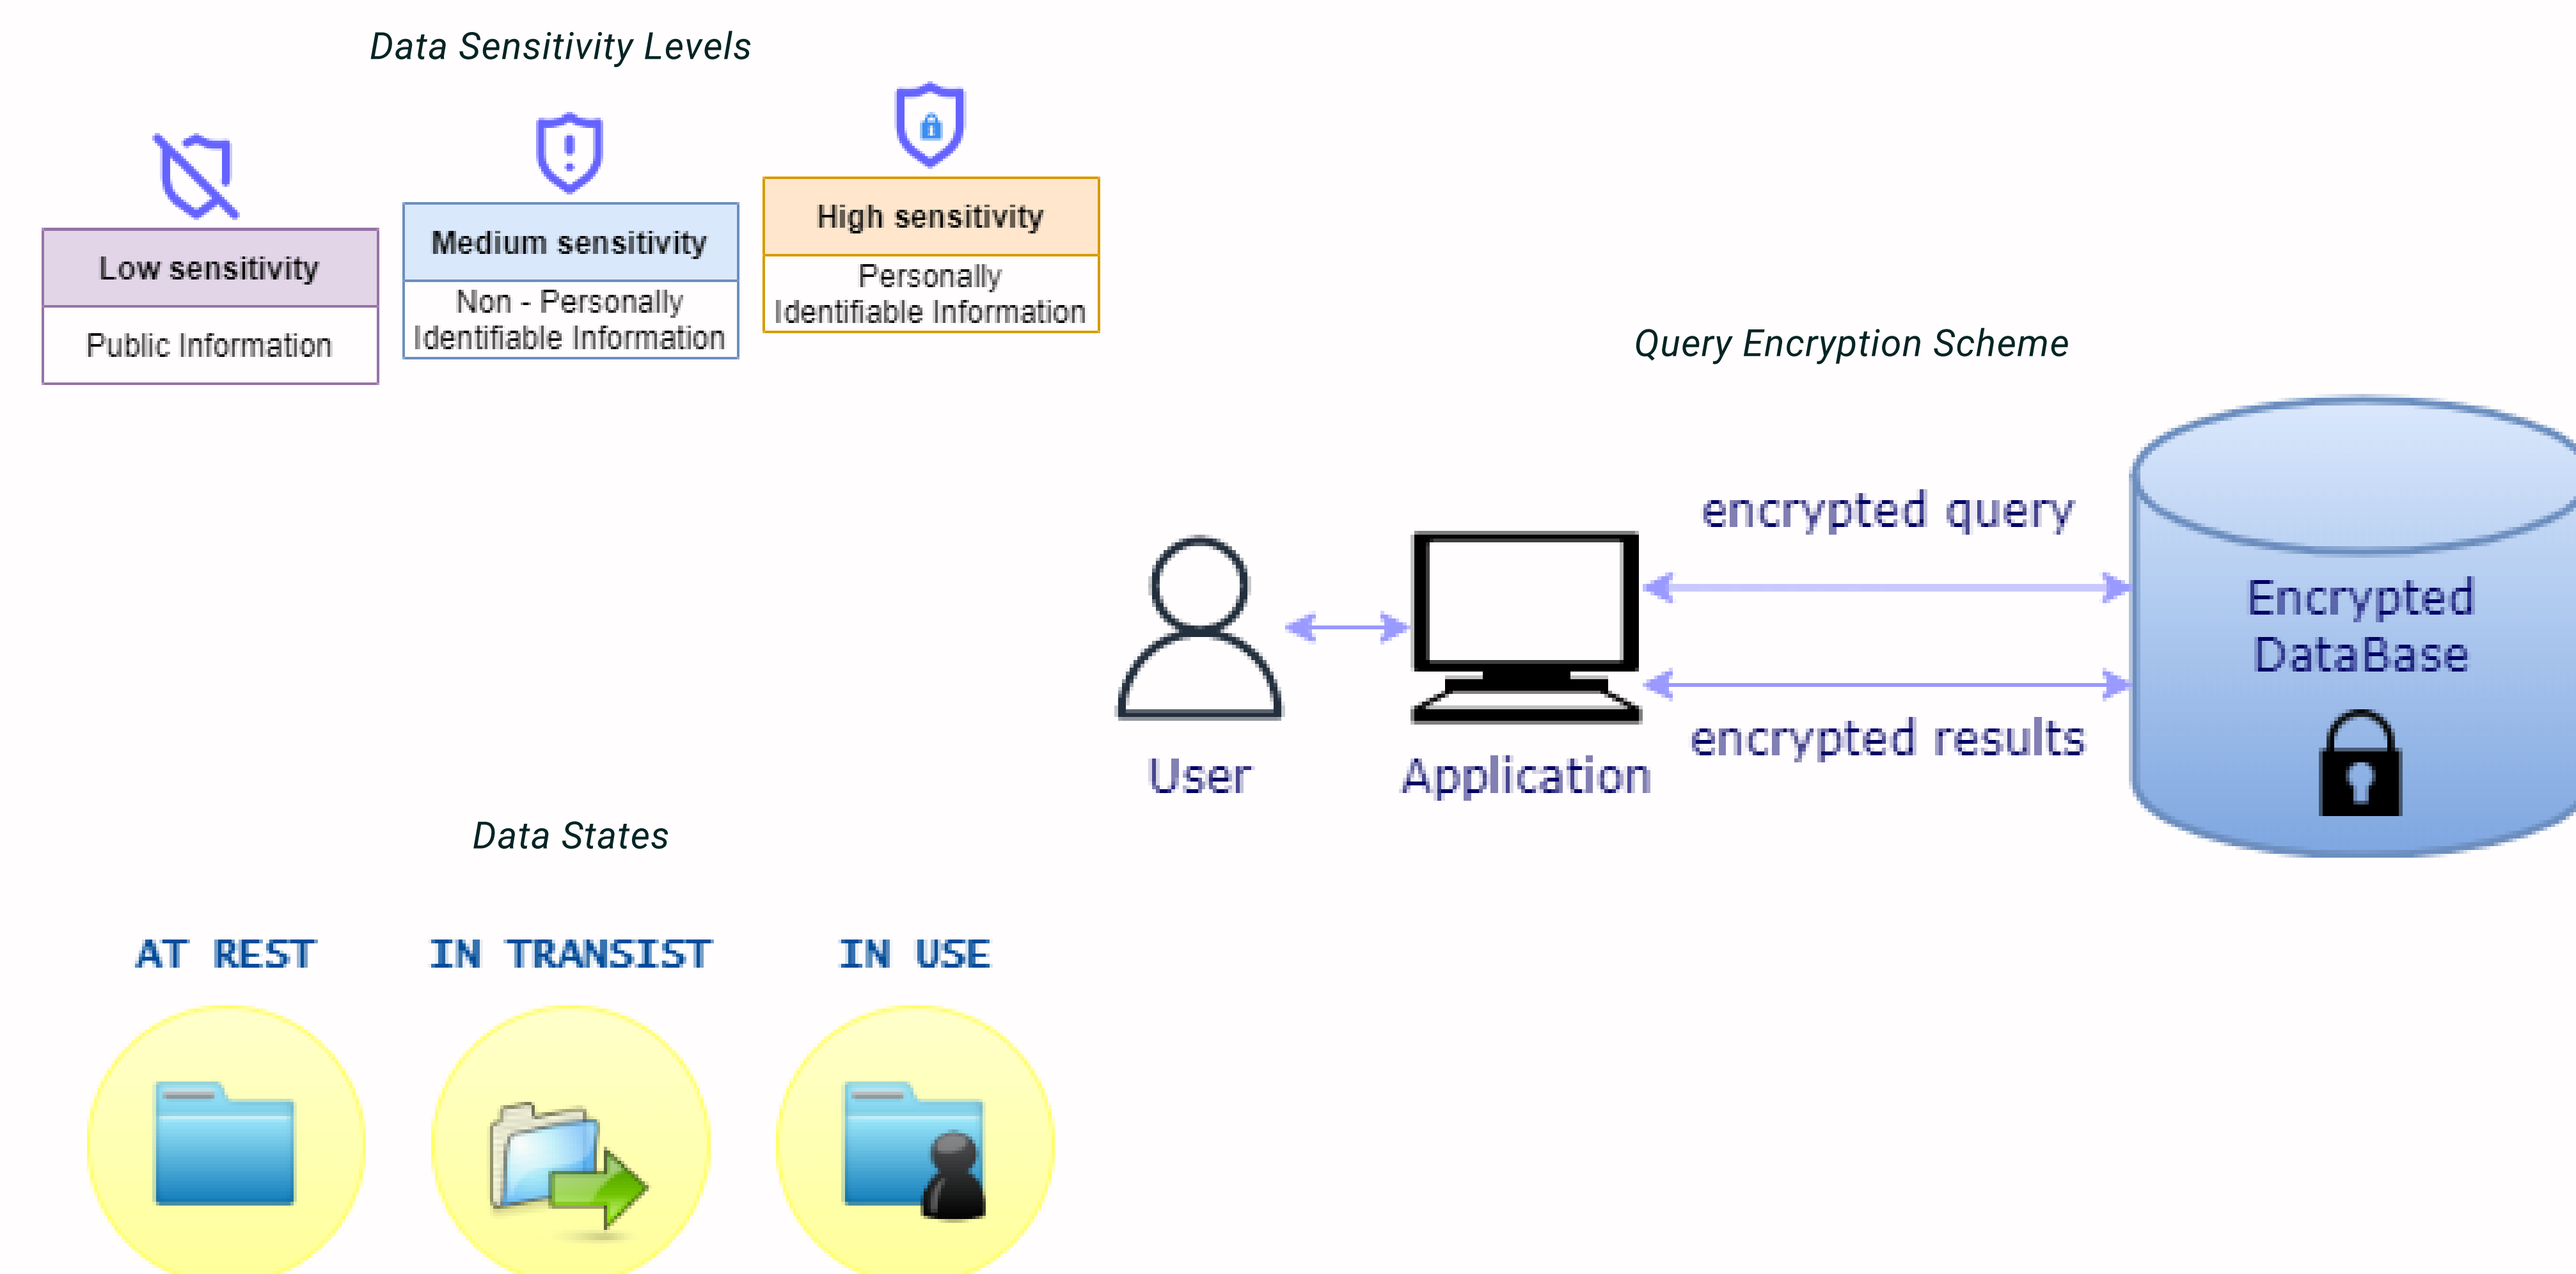 Data Sensitivity Levels
Low sensitivity
Public Information
Medium sensitivity
Non - Personally
Identifiable Information
High sensitivity
Personally
Identifiable Information
Query Encryption Scheme
encrypted query
encrypted results
User
Application
Encrypted
DataBase
Data States
AT REST
IN TRANSIST
IN USE